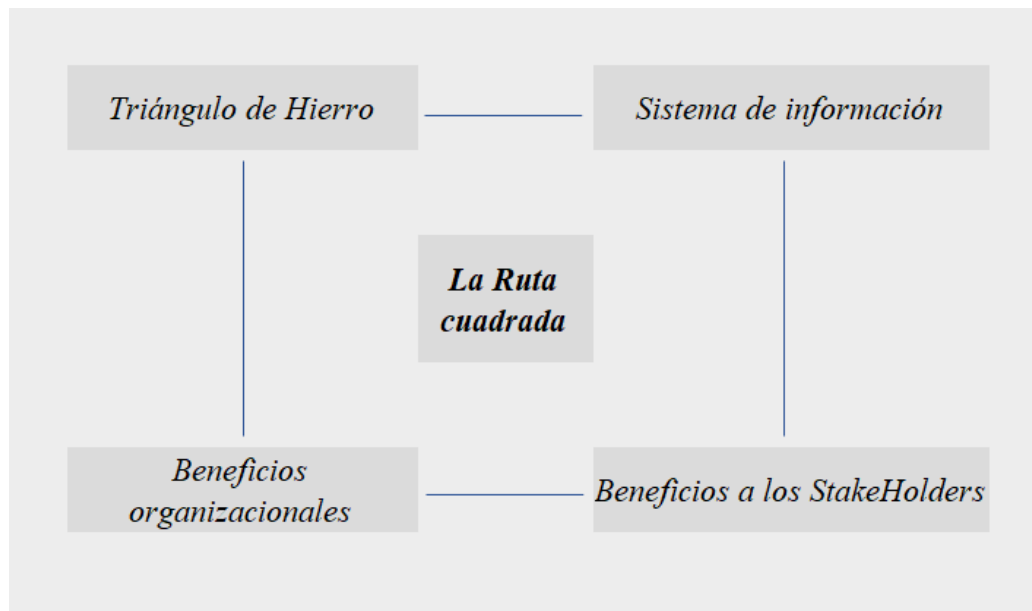 Triángulo de Hierro
Sistema de información
La Ruta
cuadrada
Beneficios
organizacionales
Beneficios a los StakeHolders